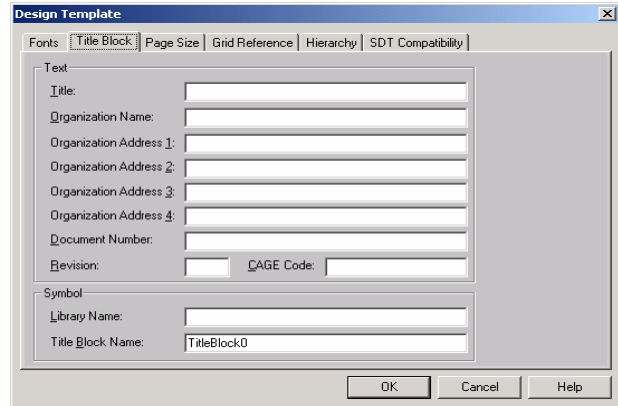 Design Template
Fonts Title Block Page Size Grid Reference Hierarchy SDT Compatibility
Text
Title:
Organization Name:
Organization Address 1:
Organization Address 2:
Organization Address 3:
Organization Address 4:
Document Number:
Revision: CAGE Code:
Symbol
Library Name:
Title Block Name: TitleBlock0
OK Cancel Help